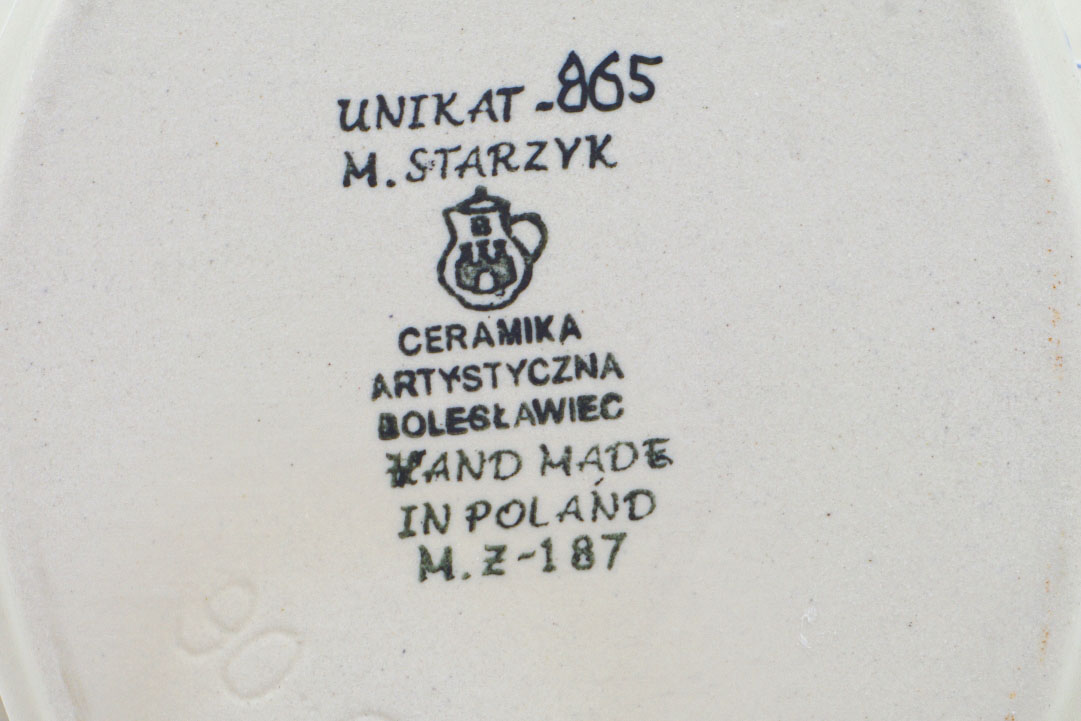 UNIKAT-865
M. STARZYK
B
CERAMIKA
ARTYSTYCZNA
BOLESŁAWIEC
HAND MADE
IN POLAND
M.Z-187